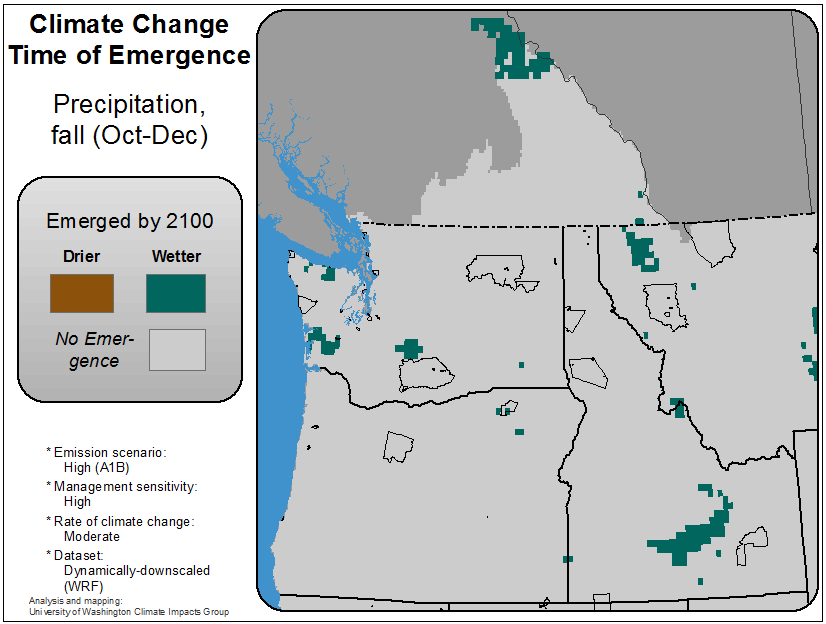 Climate Change
Time of Emergence
Precipitation,
fall (Oct-Dec)
Emerged by 2100
Drier Wetter
No Emer-
gence
* Emission scenario:
High (A1B)
* Management sensitivity:
High
* Rate of climate change:
Moderate
* Dataset:
Dynamically-downscaled
(WRF)
Analysis and mapping:
University of Washington Climate Impacts Group